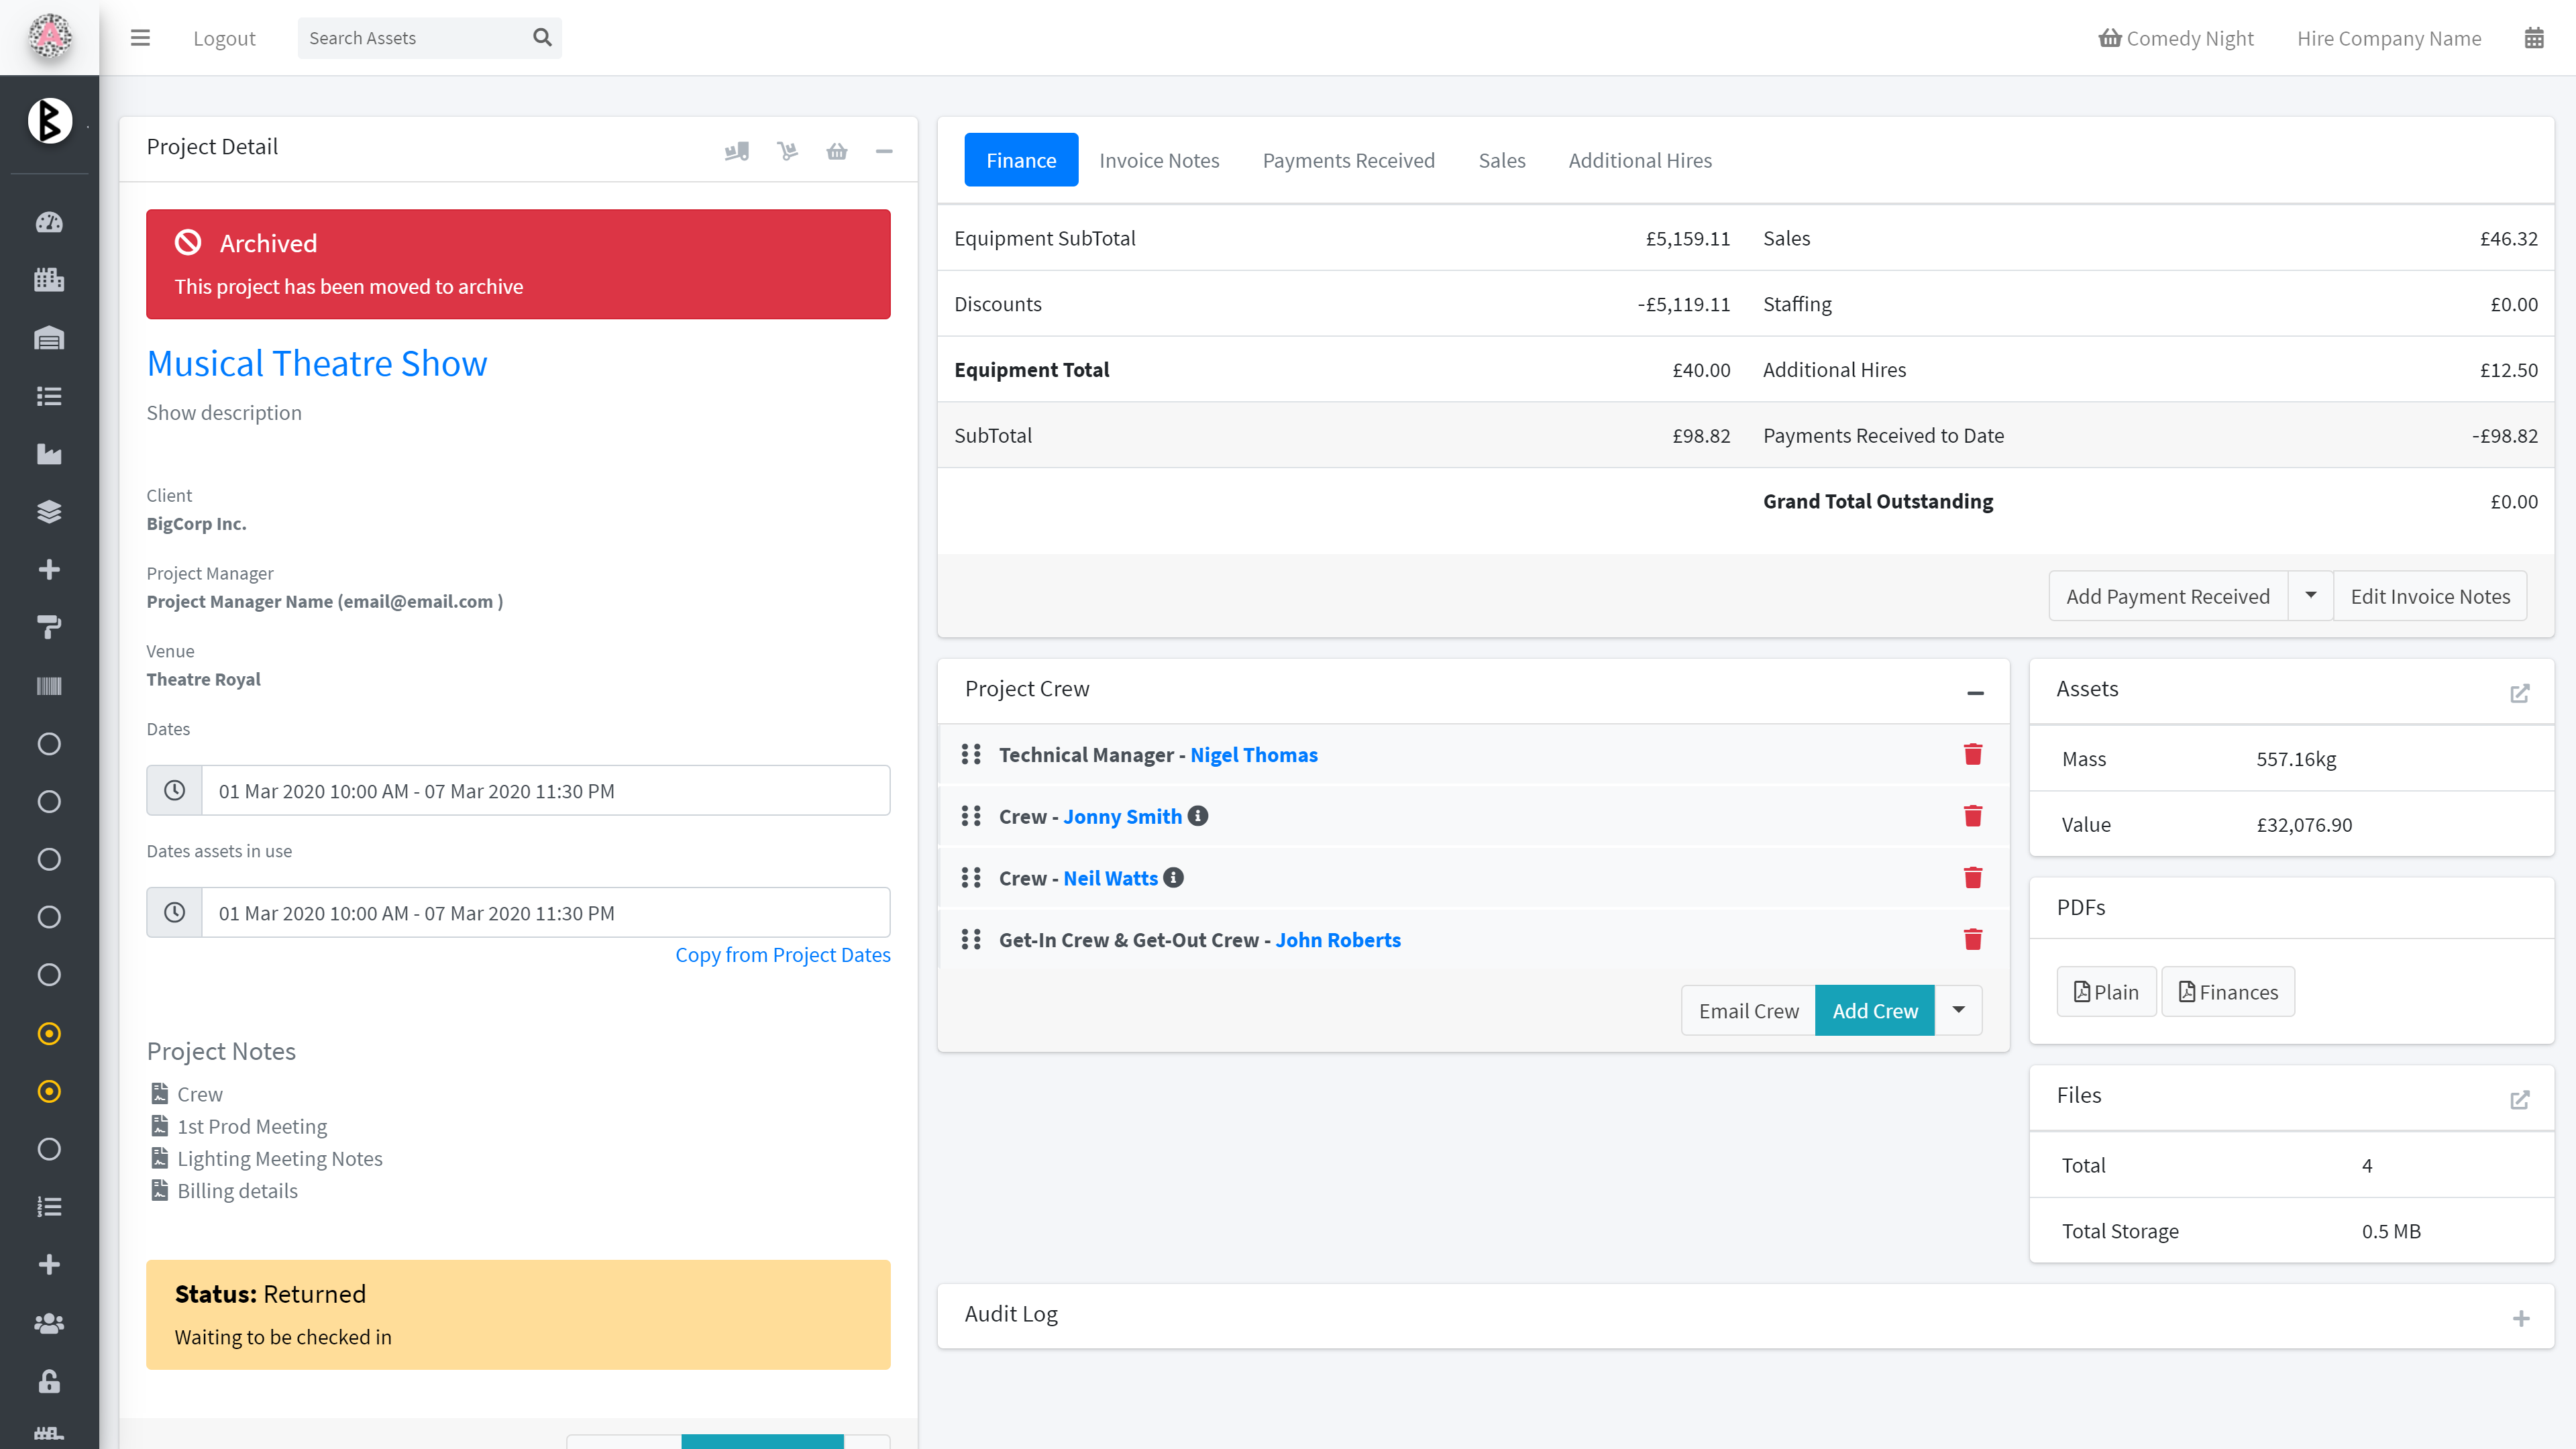 Logout
Search Assets
Comedy Night
Hire Company Name
Project Detail
Archived
This project has been moved to archive
Musical Theatre Show
Show description
Client
BigCorp Inc.
Project Manager
Project Manager Name (email@email.com )
Venue
Theatre Royal
Dates
01 Mar 2020 10:00 AM - 07 Mar 2020 11:30 PM
Dates assets in use
01 Mar 2020 10:00 AM - 07 Mar 2020 11:30 PM
Copy from Project Dates
Project Notes
Crew
1st Prod Meeting
Lighting Meeting Notes
Billing details
Status: Returned
Waiting to be checked in
Finance Invoice Notes Payments Received Sales Additional Hires
Equipment SubTotal £5,159.11 Sales £46.32
Discounts -£5,119.11 Staffing £0.00
Equipment Total £40.00 Additional Hires £12.50
SubTotal £98.82 Payments Received to Date -£98.82
Grand Total Outstanding £0.00
Add Payment Received Edit Invoice Notes
Project Crew
Technical Manager - Nigel Thomas
Crew - Jonny Smith
Crew - Neil Watts
Get-In Crew & Get-Out Crew - John Roberts
Email Crew Add Crew
Assets
Mass 557.16kg
Value £32,076.90
PDFs
Plain Finances
Files
Total 4
Total Storage 0.5 MB
Audit Log